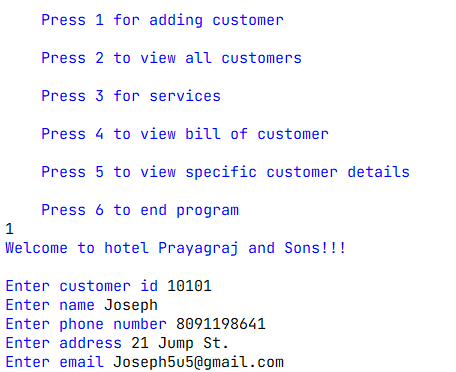 Press 1 for adding customer
Press 2 to view all customers
Press 3 for services
Press 4 to view bill of customer
Press 5 to view specific customer details
Press 6 to end program
1
Welcome to hotel Prayagraj and Sons!!!
Enter customer id 10101
Enter name Joseph
Enter phone number 8091198641
Enter address 21 Jump St.
Enter email Joseph5u5@gmail.com